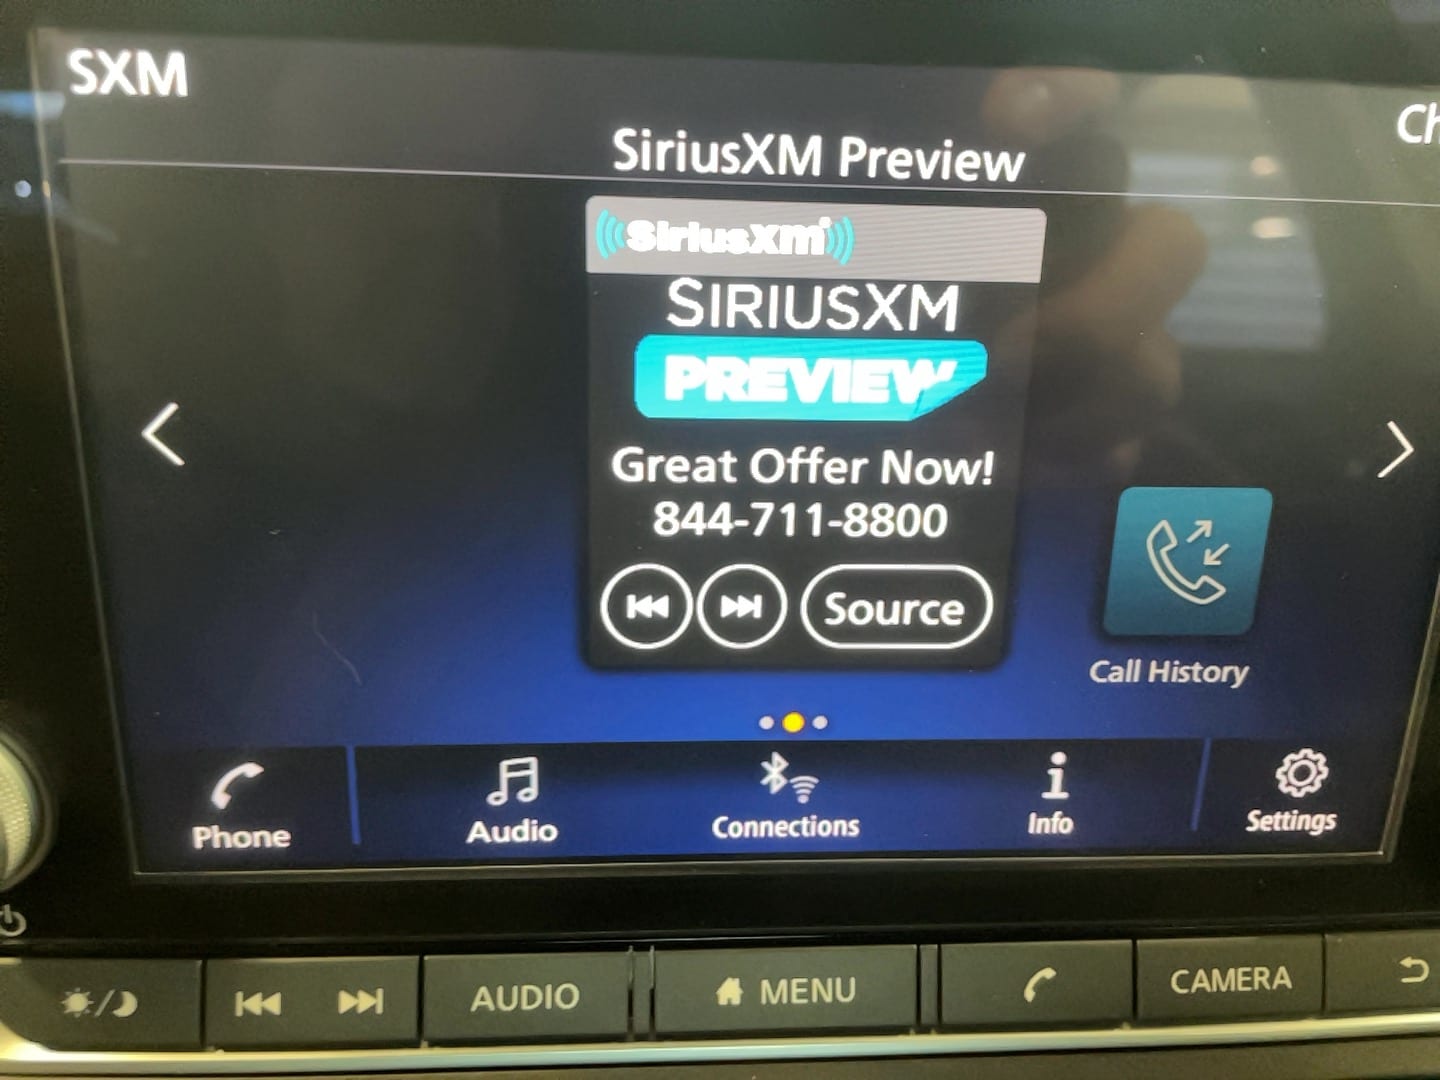 SXM
Ch
SiriusXM Preview
SiriusXM
SIRIUSXM
PREVIEW
Great Offer Now!
844-711-8800
Source
Call History
Phone
Audio
Connections
Info
Settings
AUDIO
MENU
CAMERA